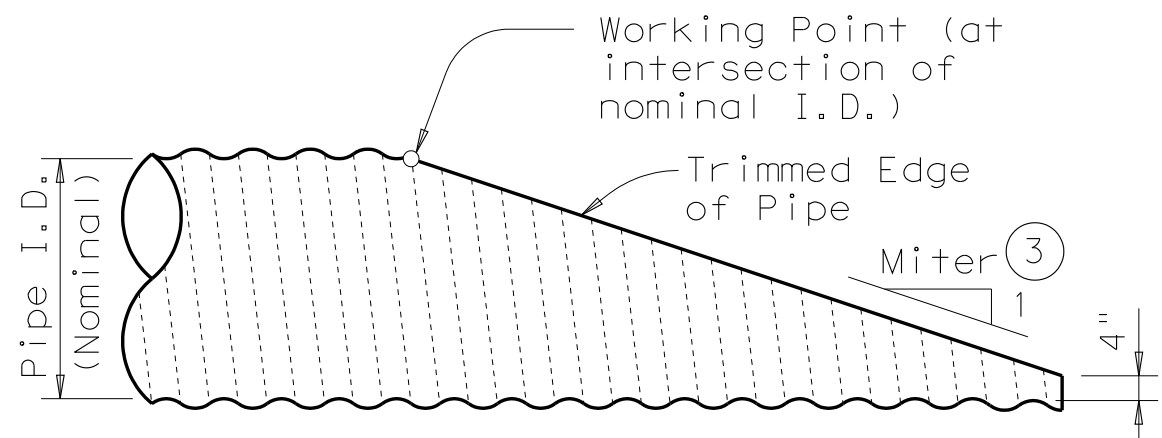 Working Point (at
intersection of
nominal I.D.)
Trimmed Edge
of Pipe
Miter 3
1
4"
Pipe I.D.
(Nominal)